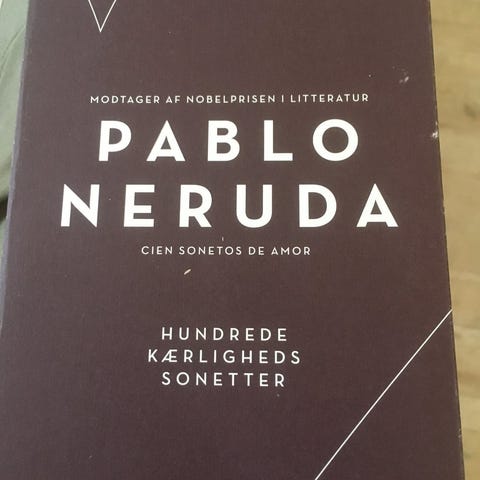 MODTAGER AF NOBELPRISEN I LITTERATUR
PABLO
NERUDA
CIEN SONETOS DE AMOR
HUNDREDE
KÆRLIGHEDS
SONETTER